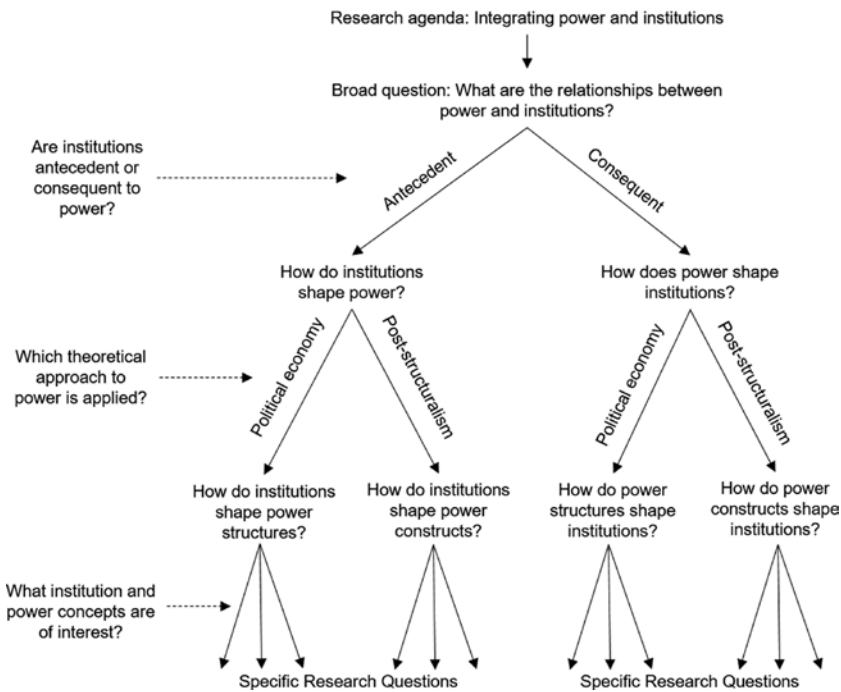 Research agenda: Integrating power and institutions
Broad question: What are the relationships between
power and institutions?
Are institutions
antecedent or
consequent to
power?
Antecedent
Consequent
How do institutions
shape power?
How does power shape
institutions?
Which theoretical
approach to
power is applied?
Political economy
Post-structuralism
Political economy
Post-structuralism
How do institutions
shape power
structures?
How do institutions
shape power
constructs?
How do power
structures shape
institutions?
How do power
constructs shape
institutions?
What institution and
power concepts are
of interest?
Specific Research Questions
Specific Research Questions